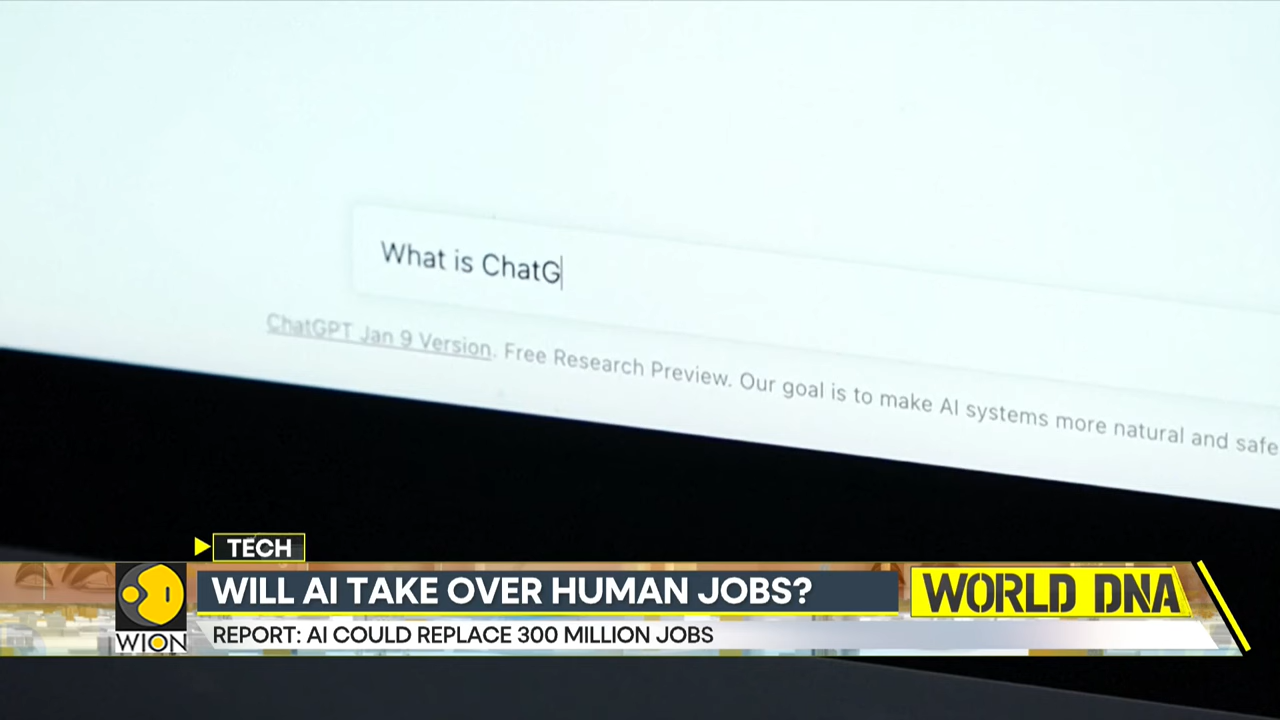 What is ChatG
ChatGPT Jan 9 Version. Free Research Preview. Our goal is to make AI systems more natural and safe
TECH
WILL AI TAKE OVER HUMAN JOBS?
WORLD DNA
REPORT: AI COULD REPLACE 300 MILLION JOBS
WION